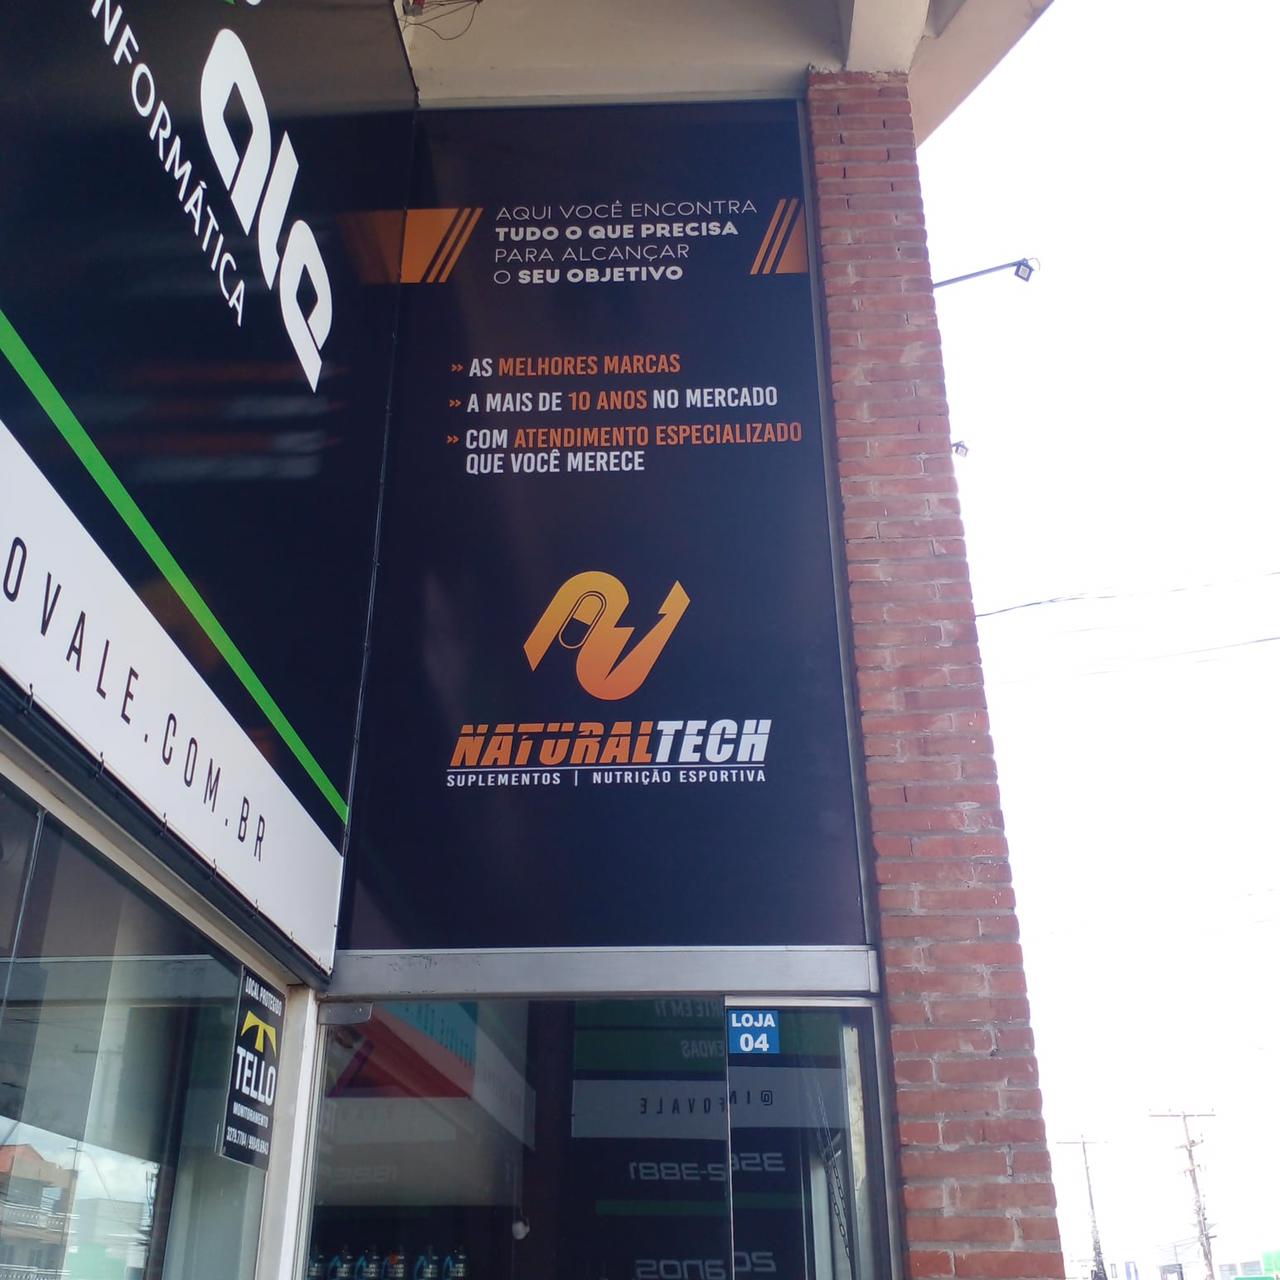 INFORMÁTICA
ale
OVALE.COM.BR
AQUI VOCÊ ENCONTRA
TUDO O QUE PRECISA
PARA ALCANÇAR
O SEU OBJETIVO
» AS MELHORES MARCAS
» A MAIS DE 10 ANOS NO MERCADO
» COM ATENDIMENTO ESPECIALIZADO
QUE VOCÊ MERECE
NATURALTECH
SUPLEMENTOS | NUTRIÇÃO ESPORTIVA
LOJA
04
LOCAL PROTEGIDO
TELLO
MONITORAMENTO
@INFOVALE